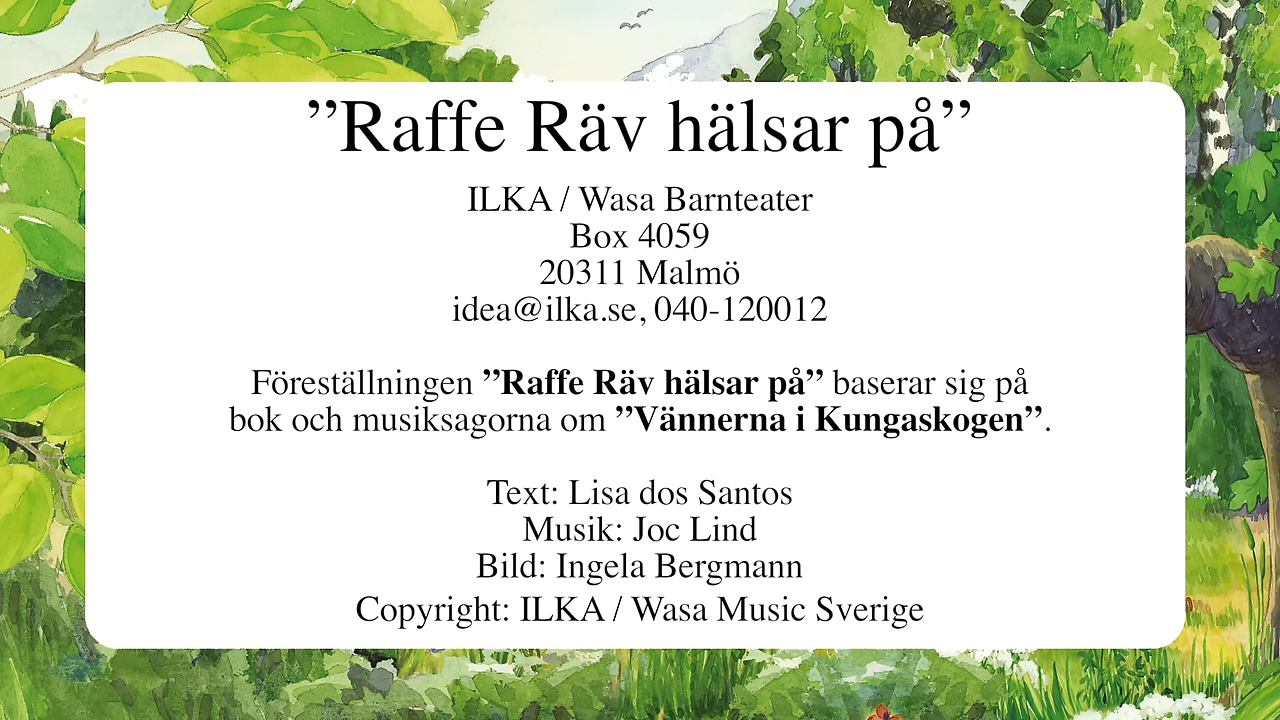 ”Raffe Räv hälsar på”
ILKA / Wasa Barnteater
Box 4059
20311 Malmö
idea@ilka.se, 040-120012
Föreställningen ”Raffe Räv hälsar på” baserar sig på
bok och musiksagorna om ”Vännerna i Kungaskogen”.
Text: Lisa dos Santos
Musik: Joc Lind
Bild: Ingela Bergmann
Copyright: ILKA / Wasa Music Sverige